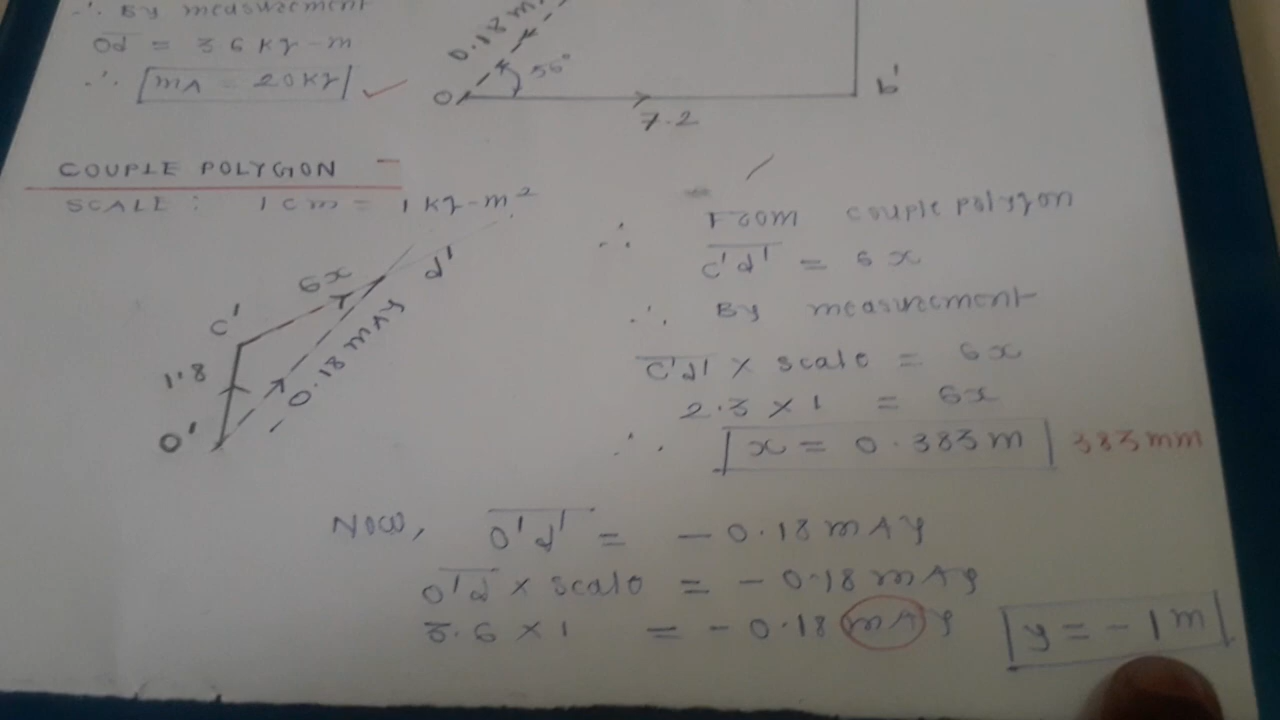 ∴ By measurement
Od = 3.6 kg-m
∴ mA = 20kg
0.18 m
56°
O
b'
7.2
COUPLE POLYGON -
SCALE : 1 cm = 1 kg-m²
∴ From couple polygon
c'd' = 6x
∴ By measurement
c'd' × scale = 6x
2.3 × 1 = 6x
∴ x = 0.383 m 383 mm
6x
d'
c'
1.8
0.18 mAy
O'
Now, O'd' = - 0.18 mAy
O'd × scale = - 0.18 mAy
3.6 × 1 = - 0.18 mAy y = - 1 m